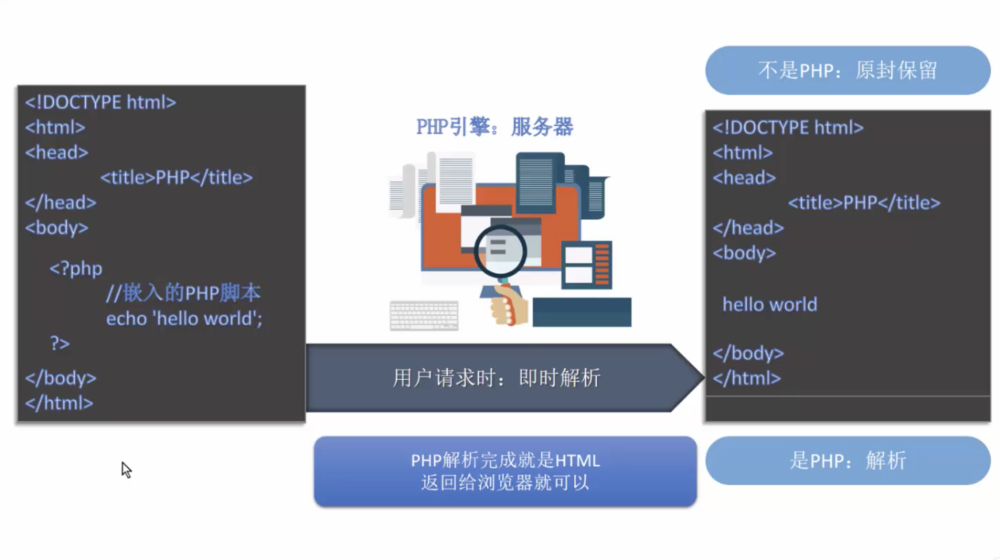 <!DOCTYPE html>
<html>
<head>
<title>PHP</title>
</head>
<body>
<?php
//嵌入的PHP脚本
echo 'hello world';
?>
</body>
</html>
PHP引擎：服务器
用户请求时：即时解析
PHP解析完成就是HTML
返回给浏览器就可以
不是PHP：原封保留
<!DOCTYPE html>
<html>
<head>
<title>PHP</title>
</head>
<body>
hello world
</body>
</html>
是PHP：解析